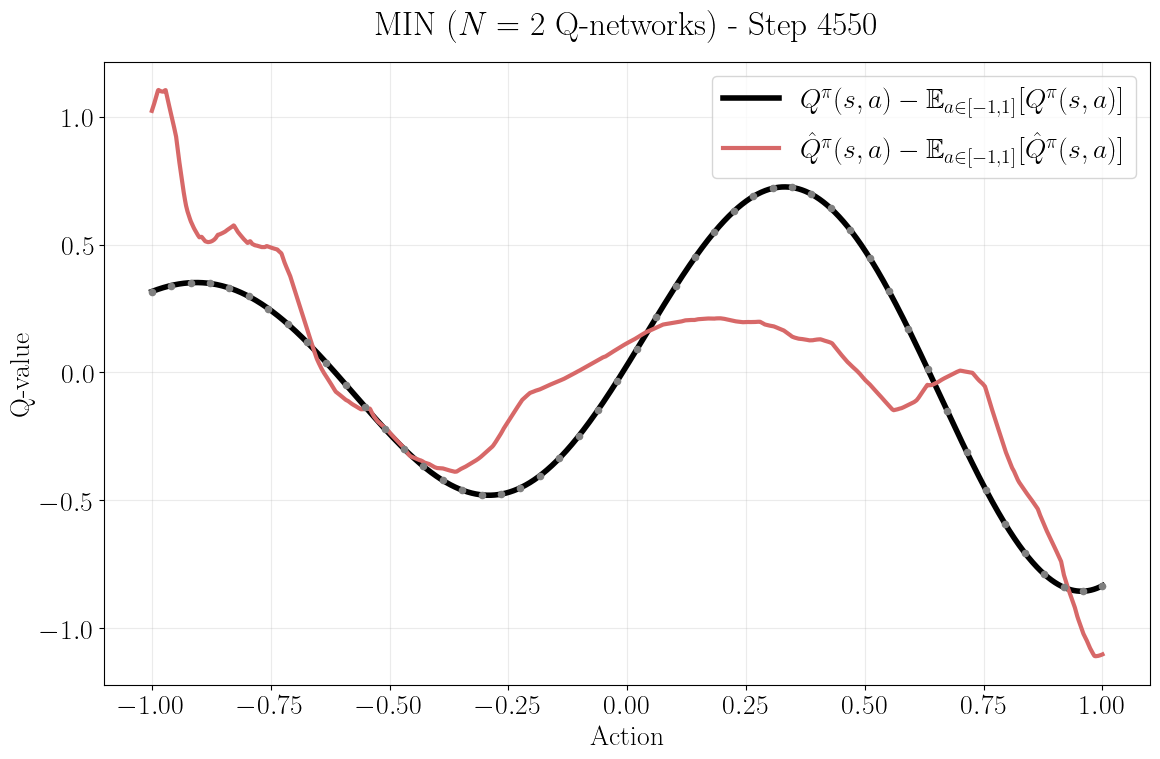 MIN (N = 2 Q-networks) - Step 4550
Q^π(s, a) − 𝔼_{a∈[−1,1]}[Q^π(s, a)]
Q̂^π(s, a) − 𝔼_{a∈[−1,1]}[Q̂^π(s, a)]
Q-value
1.0
0.5
0.0
−0.5
−1.0
−1.00 −0.75 −0.50 −0.25 0.00 0.25 0.50 0.75 1.00
Action